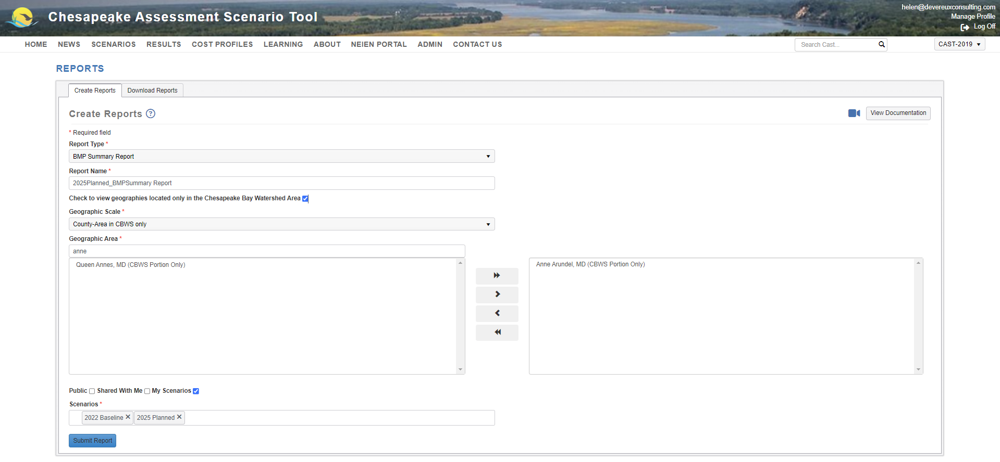 helen@devereuxconsulting.com
Chesapeake Assessment Scenario Tool
Manage Profile
Log Off
HOME NEWS SCENARIOS RESULTS COST PROFILES LEARNING ABOUT NEIEN PORTAL ADMIN CONTACT US
Search Cast...
CAST-2019
REPORTS
Create Reports Download Reports
Create Reports ?
View Documentation
* Required field
Report Type *
BMP Summary Report
Report Name *
2025Planned_BMPSummary Report
Check to view geographies located only in the Chesapeake Bay Watershed Area
Geographic Scale *
County-Area in CBWS only
Geographic Area *
anne
Queen Annes, MD (CBWS Portion Only)
Anne Arundel, MD (CBWS Portion Only)
Public Shared With Me My Scenarios
Scenarios *
2022 Baseline 2025 Planned
Submit Report